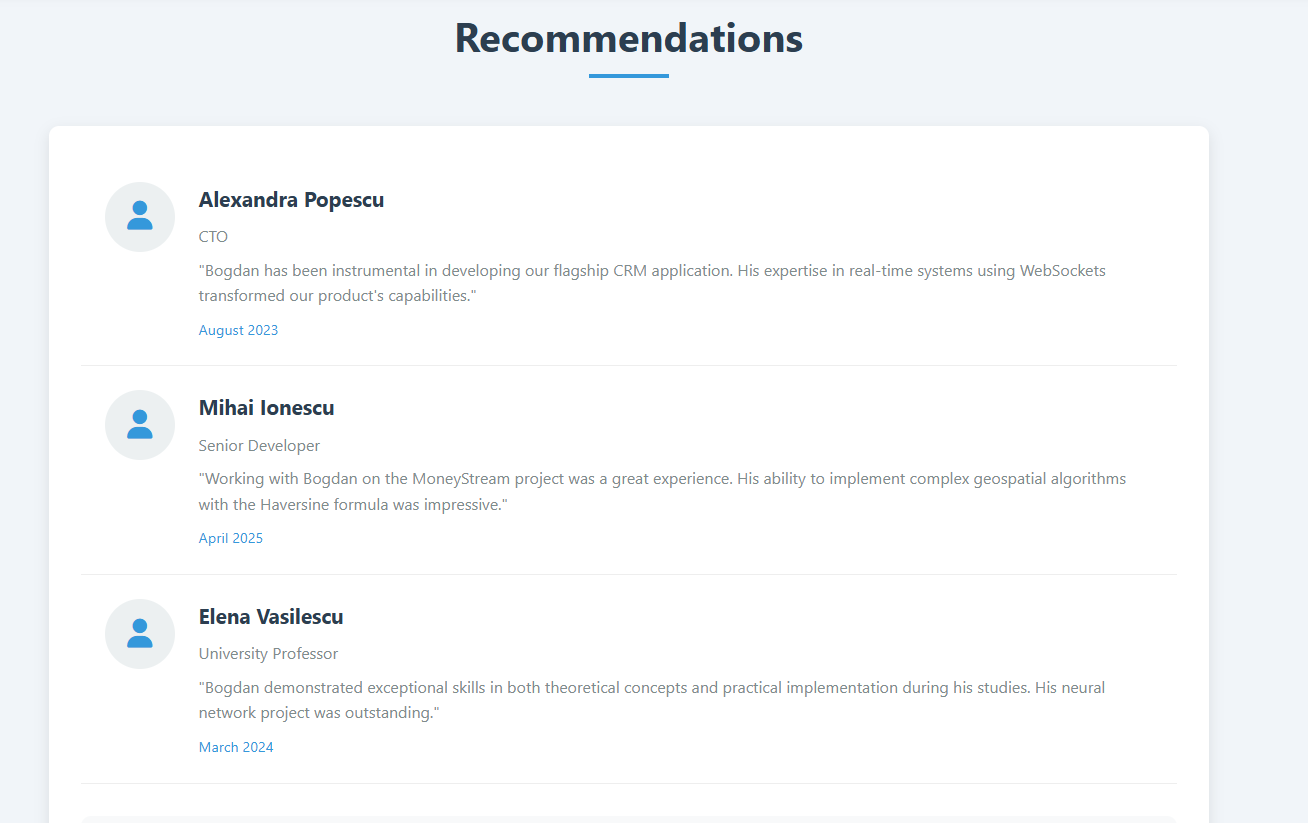 Recommendations
Alexandra Popescu
CTO
"Bogdan has been instrumental in developing our flagship CRM application. His expertise in real-time systems using WebSockets
transformed our product's capabilities."
August 2023
Mihai Ionescu
Senior Developer
"Working with Bogdan on the MoneyStream project was a great experience. His ability to implement complex geospatial algorithms
with the Haversine formula was impressive."
April 2025
Elena Vasilescu
University Professor
"Bogdan demonstrated exceptional skills in both theoretical concepts and practical implementation during his studies. His neural
network project was outstanding."
March 2024